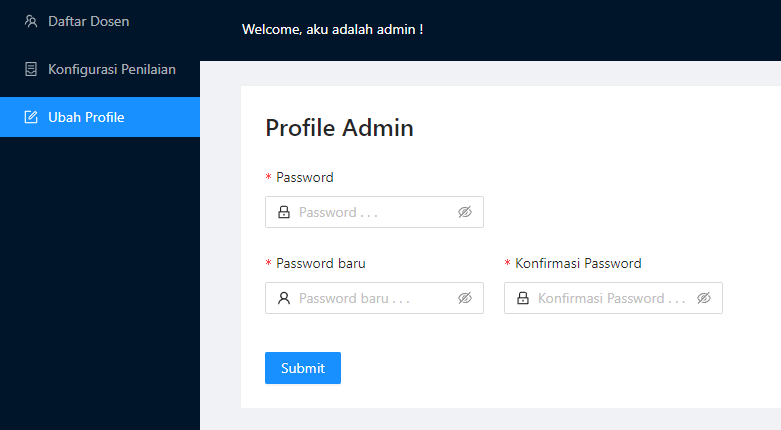 Daftar Dosen
Welcome, aku adalah admin !
Konfigurasi Penilaian
Ubah Profile
Profile Admin
* Password
Password . . .
* Password baru
* Konfirmasi Password
Password baru . . .
Konfirmasi Password . . .
Submit